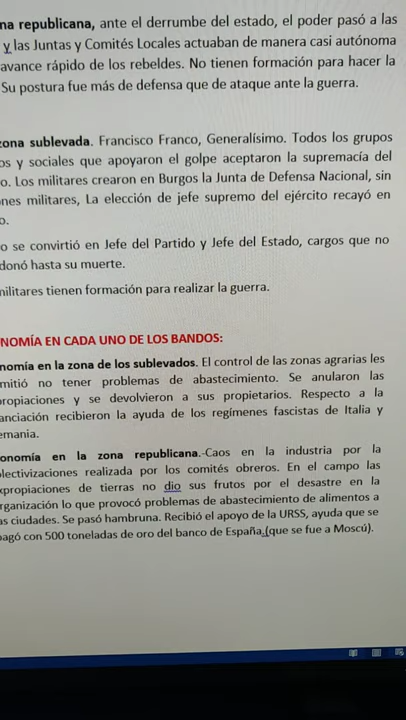 na republicana, ante el derrumbe del estado, el poder pasó a las
y las Juntas y Comités Locales actuaban de manera casi autónoma
avance rápido de los rebeldes. No tienen formación para hacer la
Su postura fue más de defensa que de ataque ante la guerra.
zona sublevada. Francisco Franco, Generalísimo. Todos los grupos
os y sociales que apoyaron el golpe aceptaron la supremacía del
o. Los militares crearon en Burgos la Junta de Defensa Nacional, sin
nes militares, La elección de jefe supremo del ejército recayó en
o.
o se convirtió en Jefe del Partido y Jefe del Estado, cargos que no
donó hasta su muerte.
militares tienen formación para realizar la guerra.
NOMÍA EN CADA UNO DE LOS BANDOS:
nomía en la zona de los sublevados. El control de las zonas agrarias les
mitió no tener problemas de abastecimiento. Se anularon las
propiaciones y se devolvieron a sus propietarios. Respecto a la
anciación recibieron la ayuda de los regímenes fascistas de Italia y
emania.
onomía en la zona republicana.-Caos en la industria por la
olectivizaciones realizada por los comités obreros. En el campo las
xpropiaciones de tierras no dio sus frutos por el desastre en la
rganización lo que provocó problemas de abastecimiento de alimentos a
as ciudades. Se pasó hambruna. Recibió el apoyo de la URSS, ayuda que se
pagó con 500 toneladas de oro del banco de España.(que se fue a Moscú).